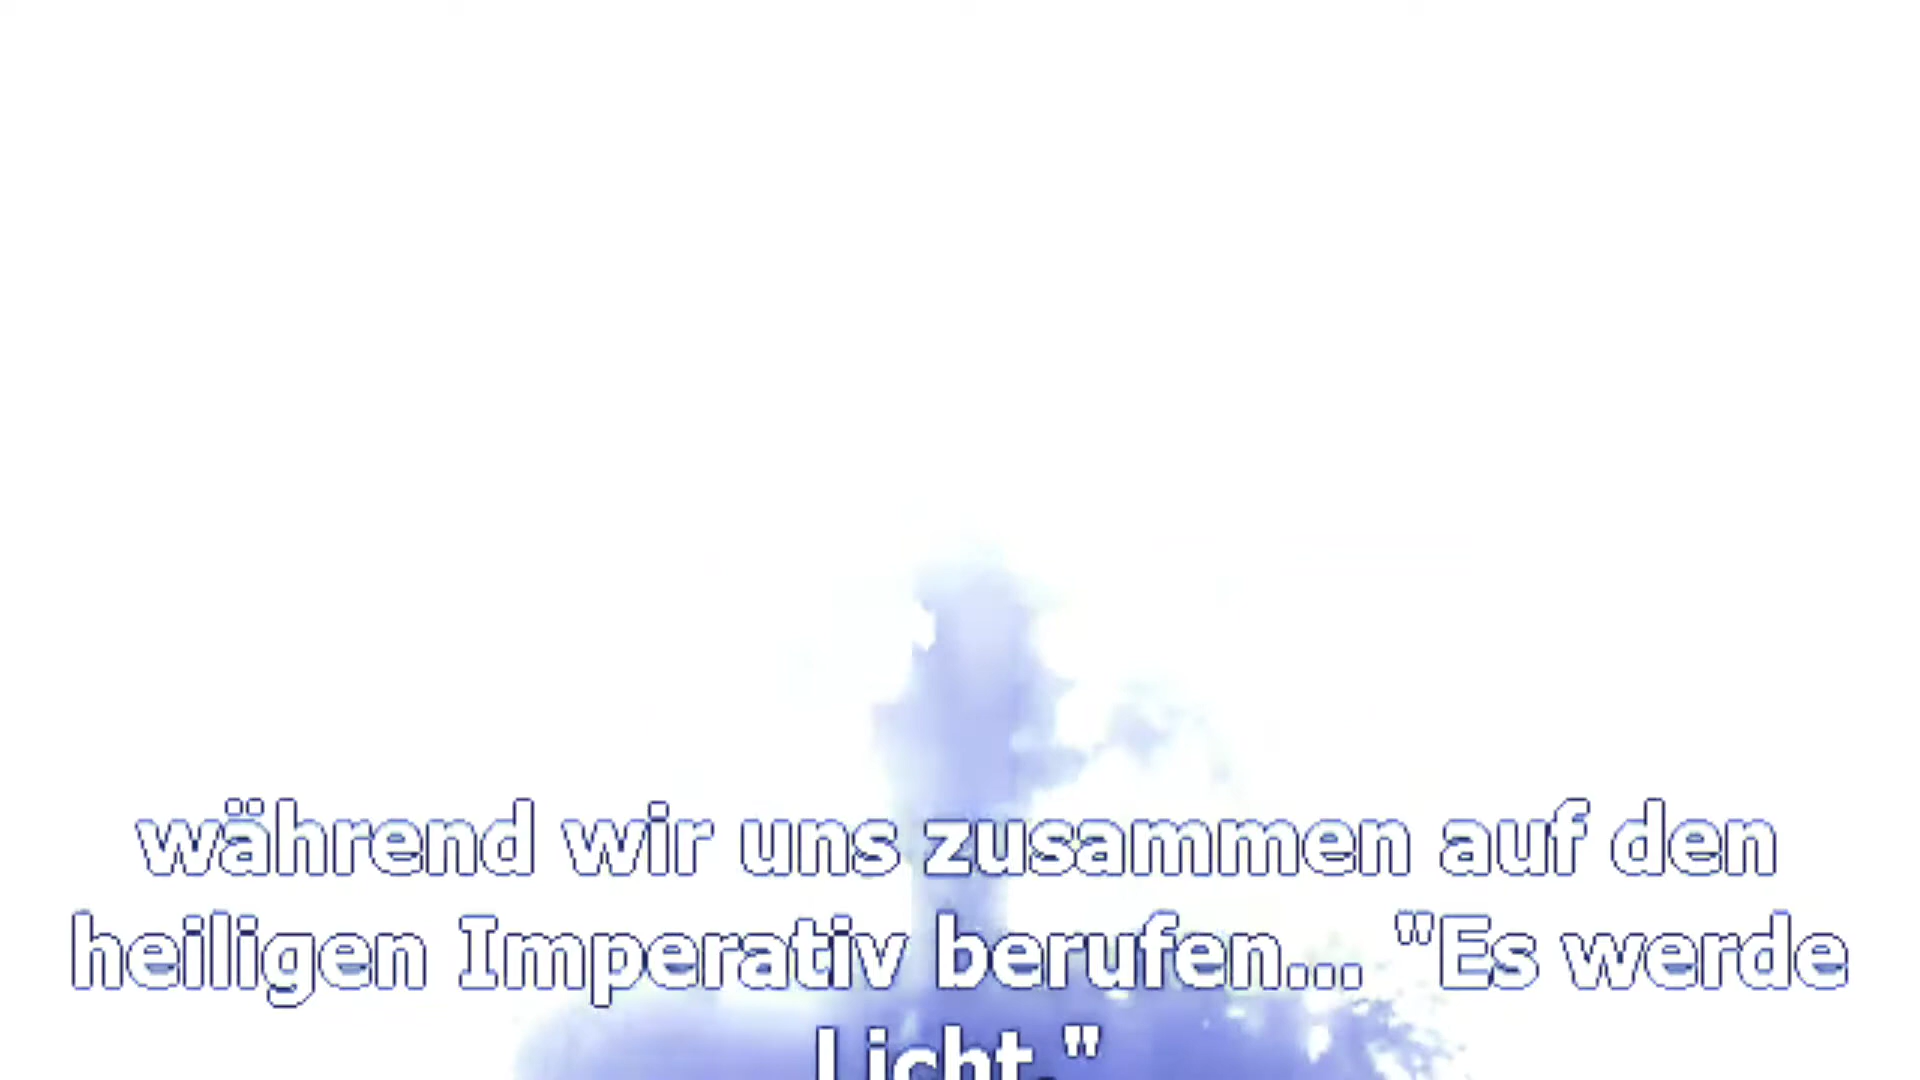 während wir uns zusammen auf den
heiligen Imperativ berufen... "Es werde
Licht."